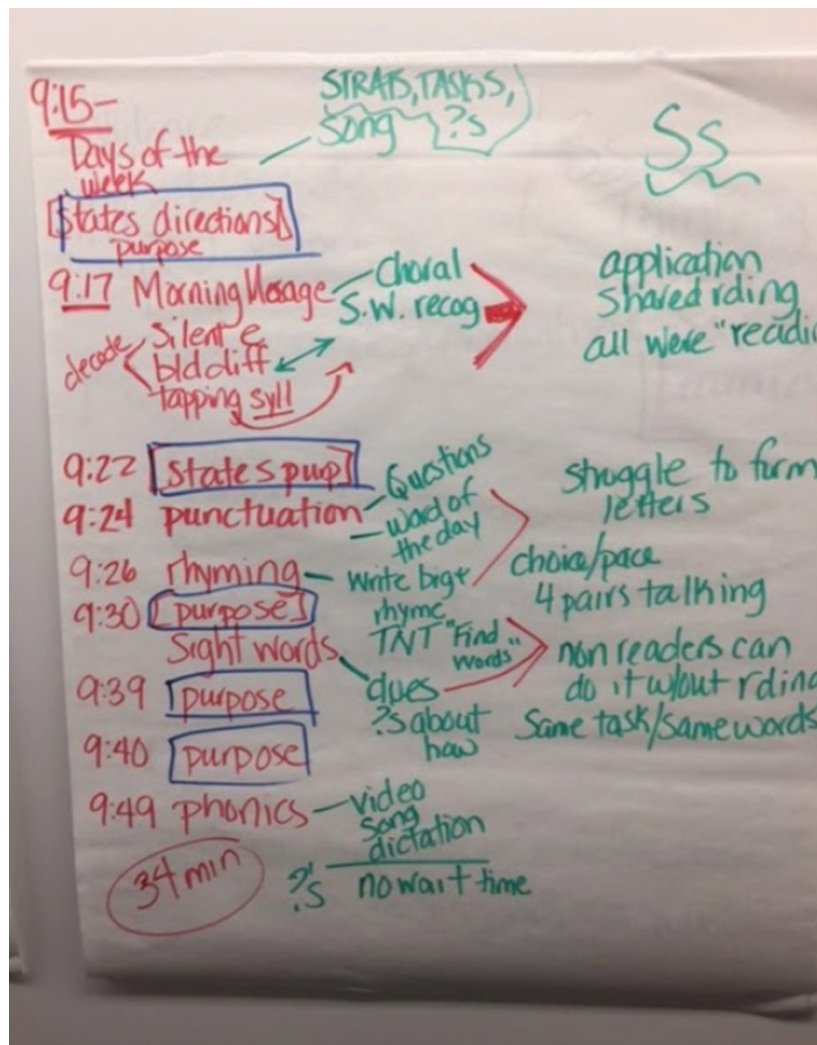 9:15-
Days of the
week
STRATS, TASKS,
Song ?s
Ss
[states directions]
purpose
9:17 Morning Message
Choral
S.W. recog
application
Shared rding
all were "readi
decode
Silent e
bld diff
tapping syll
9:22 [states purp]
9:24 punctuation
Questions
word of
the day
struggle to form
letters
9:26 rhyming
write big +
rhyme
choice/pace
4 pairs talking
9:30 [purpose]
Sight words
TNT "Find
words"
clues
?s about
how
non readers can
do it w/out rding
Same task/same words
9:39 purpose
9:40 purpose
9:49 phonics
video
song
dictation
34 min
?'s no wait time